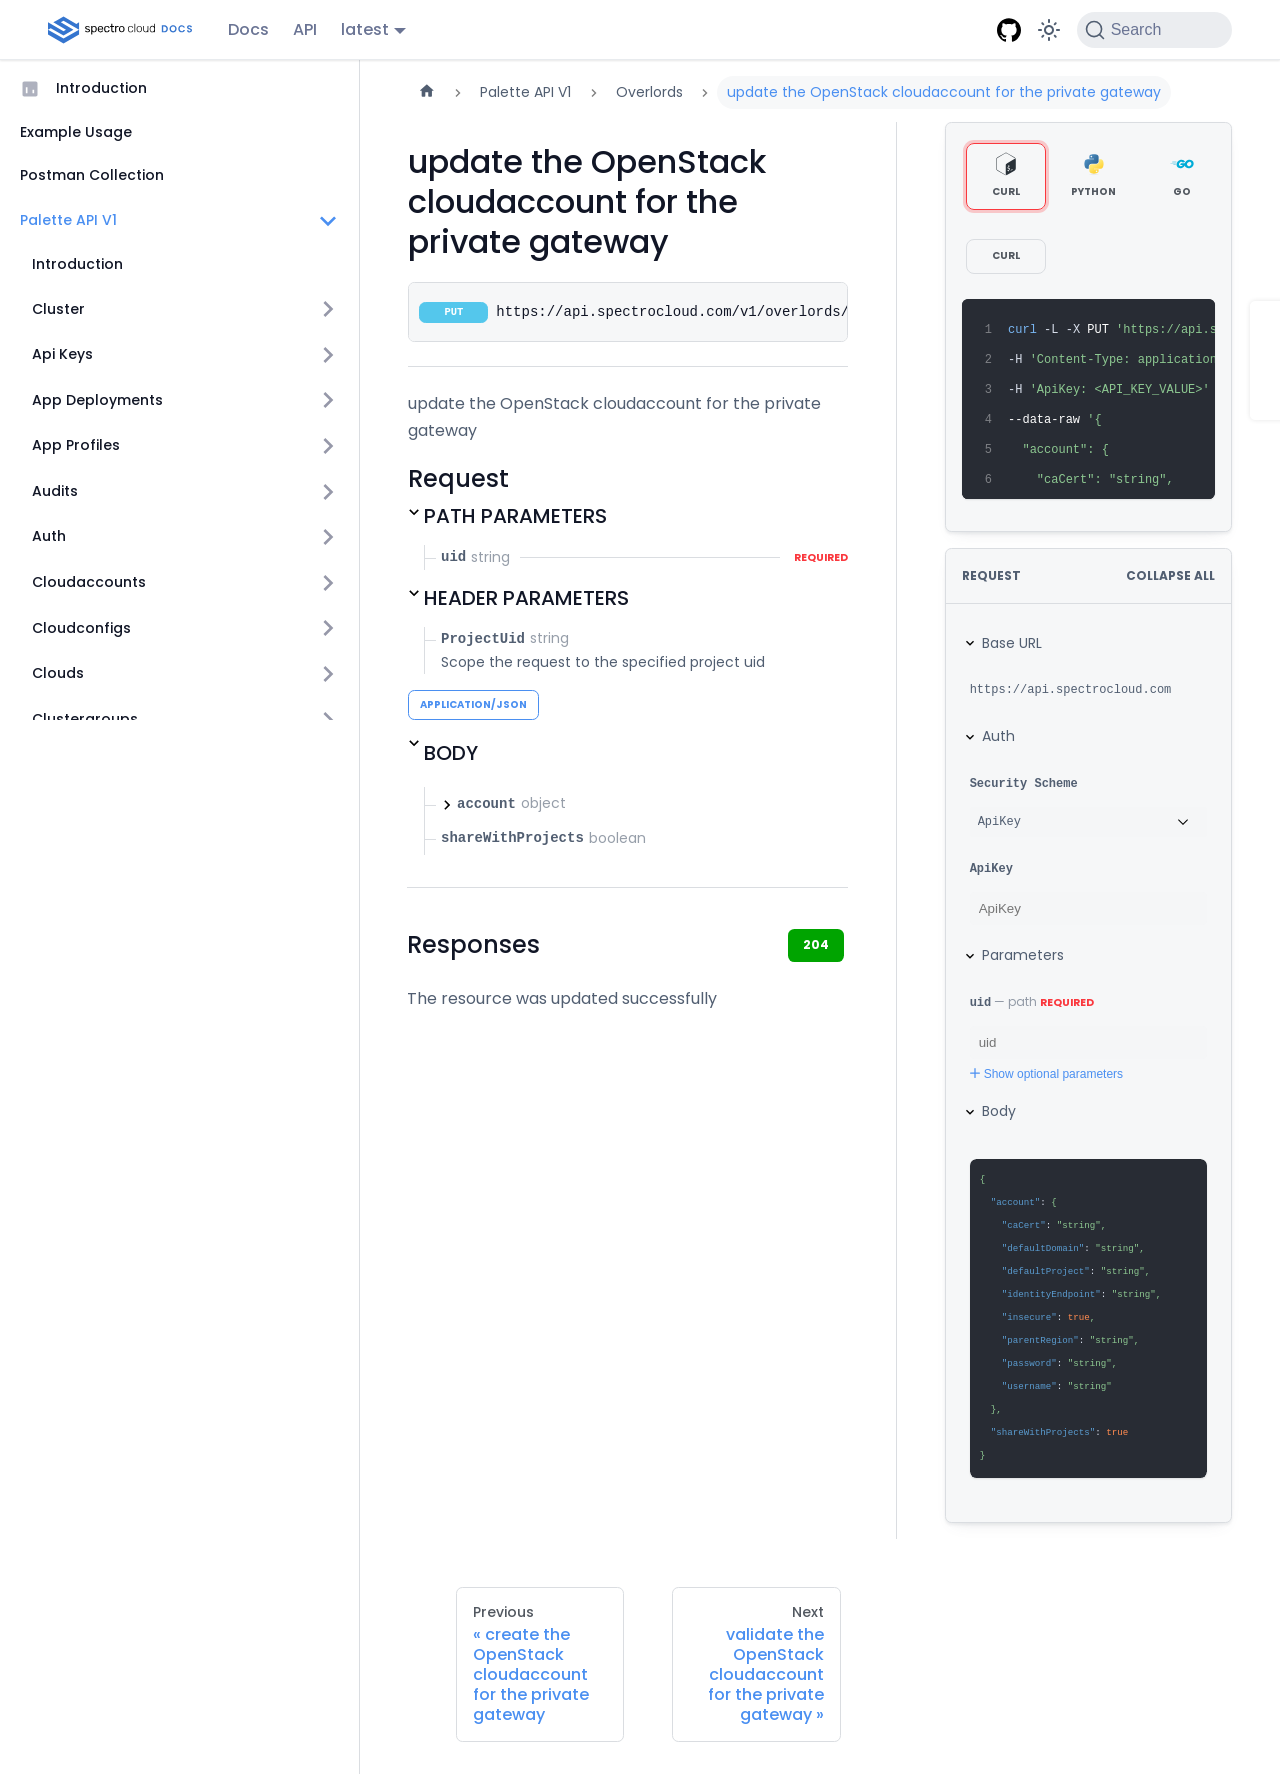 spectro cloud DOCS
Docs
API
latest
Search
Introduction
Example Usage
Postman Collection
Palette API V1
Introduction
Cluster
Api Keys
App Deployments
App Profiles
Audits
Auth
Cloudaccounts
Cloudconfigs
Clouds
Clustergroups
Palette API V1
Overlords
update the OpenStack cloudaccount for the private gateway
update the OpenStack
cloudaccount for the
private gateway
PUT https://api.spectrocloud.com/v1/overlords/
update the OpenStack cloudaccount for the private
gateway
Request
PATH PARAMETERS
uid string REQUIRED
HEADER PARAMETERS
ProjectUid string
Scope the request to the specified project uid
APPLICATION/JSON
BODY
account object
shareWithProjects boolean
Responses
204
The resource was updated successfully
CURL
PYTHON
GO
CURL
1 curl -L -X PUT 'https://api.s
2 -H 'Content-Type: application
3 -H 'ApiKey: <API_KEY_VALUE>'
4 --data-raw '{
5 "account": {
6 "caCert": "string",
REQUEST
COLLAPSE ALL
Base URL
https://api.spectrocloud.com
Auth
Security Scheme
ApiKey
ApiKey
ApiKey
Parameters
uid — path REQUIRED
uid
Show optional parameters
Body
{
"account": {
"caCert": "string",
"defaultDomain": "string",
"defaultProject": "string",
"identityEndpoint": "string",
"insecure": true,
"parentRegion": "string",
"password": "string",
"username": "string"
},
"shareWithProjects": true
}
Previous
« create the
OpenStack
cloudaccount
for the private
gateway
Next
validate the
OpenStack
cloudaccount
for the private
gateway »